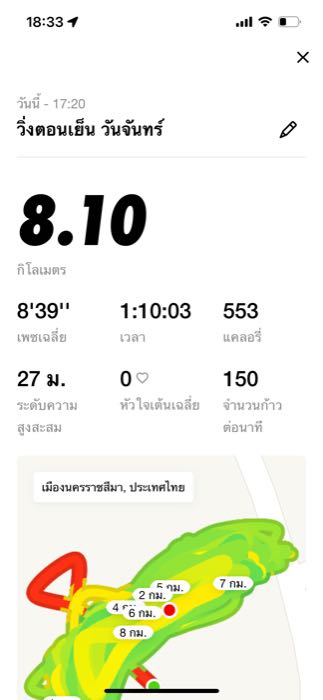 18:33
วันนี้ - 17:20
วิ่งตอนเย็น วันจันทร์
8.10
กิโลเมตร
8'39'' 1:10:03 553
เพซเฉลี่ย เวลา แคลอรี่
27 ม. 0 150
ระดับความสูงสะสม หัวใจเต้นเฉลี่ย จำนวนก้าวต่อนาที
เมืองนครราชสีมา, ประเทศไทย
5 กม.
7 กม.
2 กม.
6 กม.
8 กม.